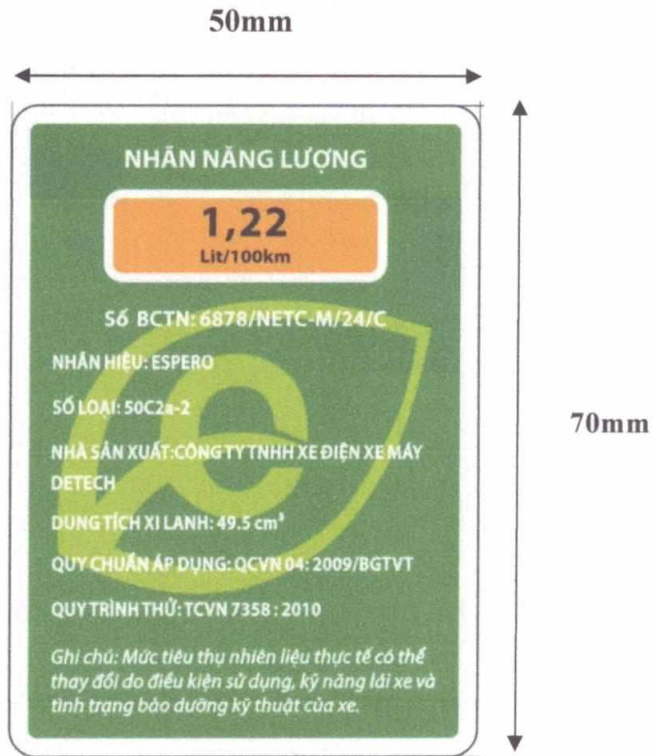 50mm
NHÃN NĂNG LƯỢNG
1,22
Lit/100km
Số BCTN: 6878/NETC-M/24/C
NHÃN HIỆU: ESPERO
SỐ LOẠI: 50C2a-2
NHÀ SẢN XUẤT:CÔNG TY TNHH XE ĐIỆN XE MÁY
DETECH
DUNG TÍCH XI LANH: 49.5 cm³
QUY CHUẨN ÁP DỤNG: QCVN 04: 2009/BGTVT
QUY TRÌNH THỬ: TCVN 7358 : 2010
Ghi chú: Mức tiêu thụ nhiên liệu thực tế có thể
thay đổi do điều kiện sử dụng, kỹ năng lái xe và
tình trạng bảo dưỡng kỹ thuật của xe.
70mm